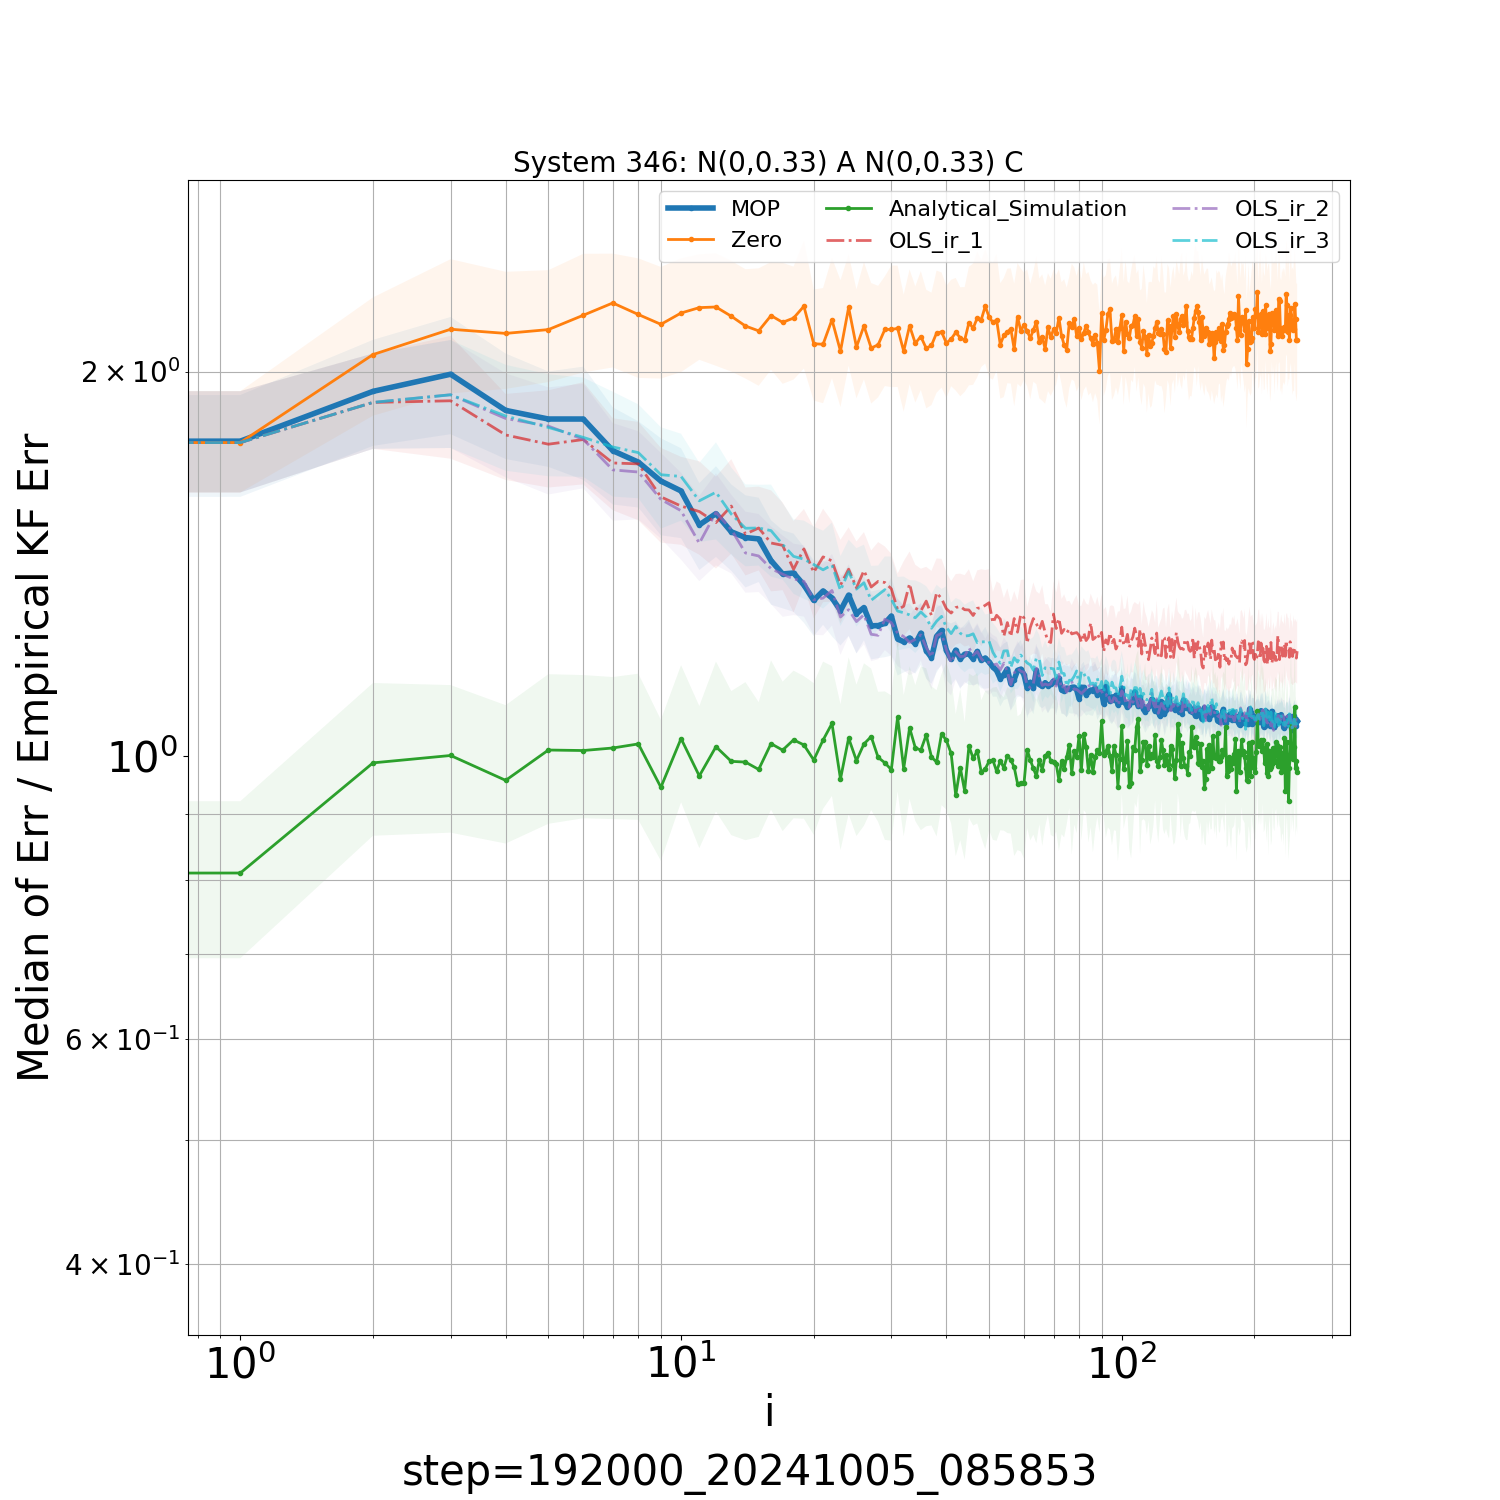 System 346: N(0,0.33) A N(0,0.33) C
MOP
Zero
Analytical_Simulation
OLS_ir_1
OLS_ir_2
OLS_ir_3
Median of Err / Empirical KF Err
2 × 10⁰
10⁰
6 × 10⁻¹
4 × 10⁻¹
10⁰ 10¹ 10²
i
step=192000_20241005_085853